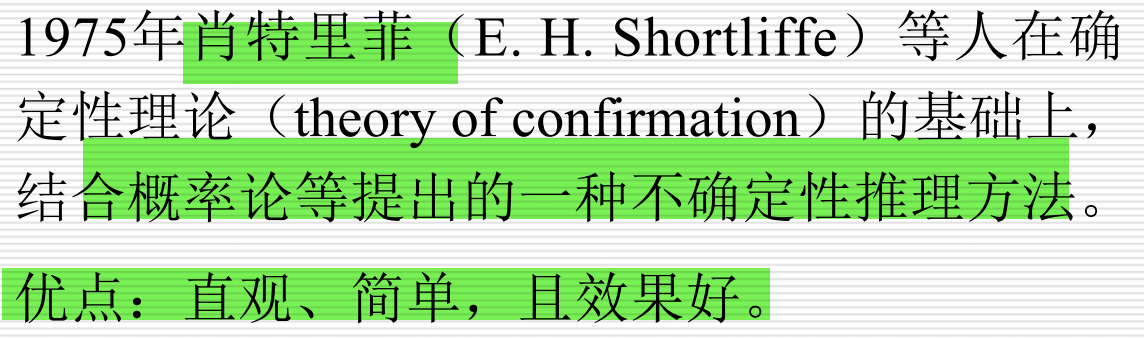 1975年肖特里菲（E. H. Shortliffe）等人在确
定性理论（theory of confirmation）的基础上，
结合概率论等提出的一种不确定性推理方法。
优点：直观、简单，且效果好。